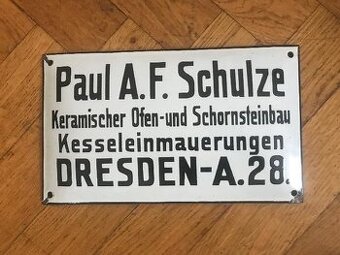 Paul A.F. Schulze
Keramischer Ofen-und Schornsteinbau
Kesseleinmauerungen
DRESDEN-A.28.